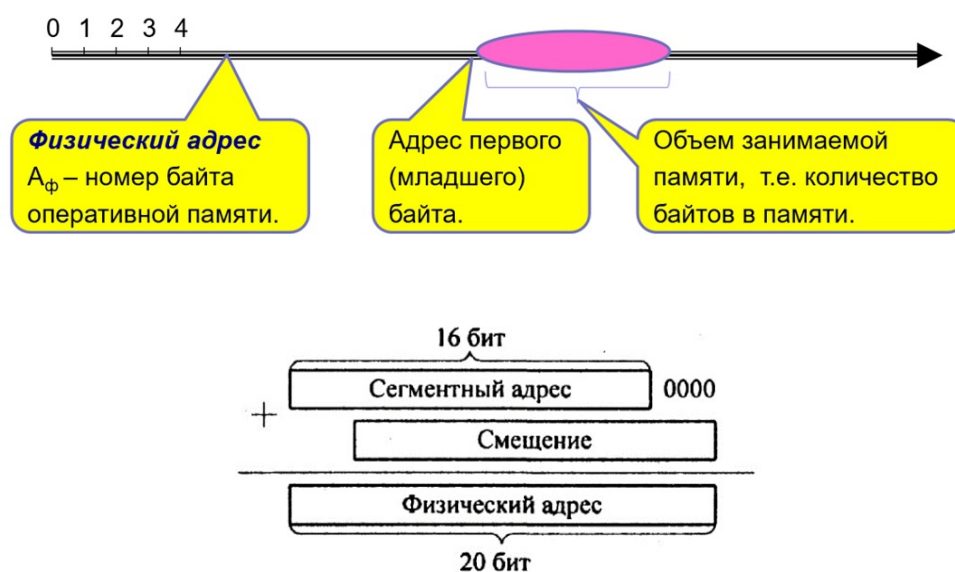 0 1 2 3 4
Физический адрес
Aф – номер байта
оперативной памяти.
Адрес первого
(младшего)
байта.
Объем занимаемой
памяти, т.е. количество
байтов в памяти.
16 бит
Сегментный адрес 0000
+
Смещение
Физический адрес
20 бит